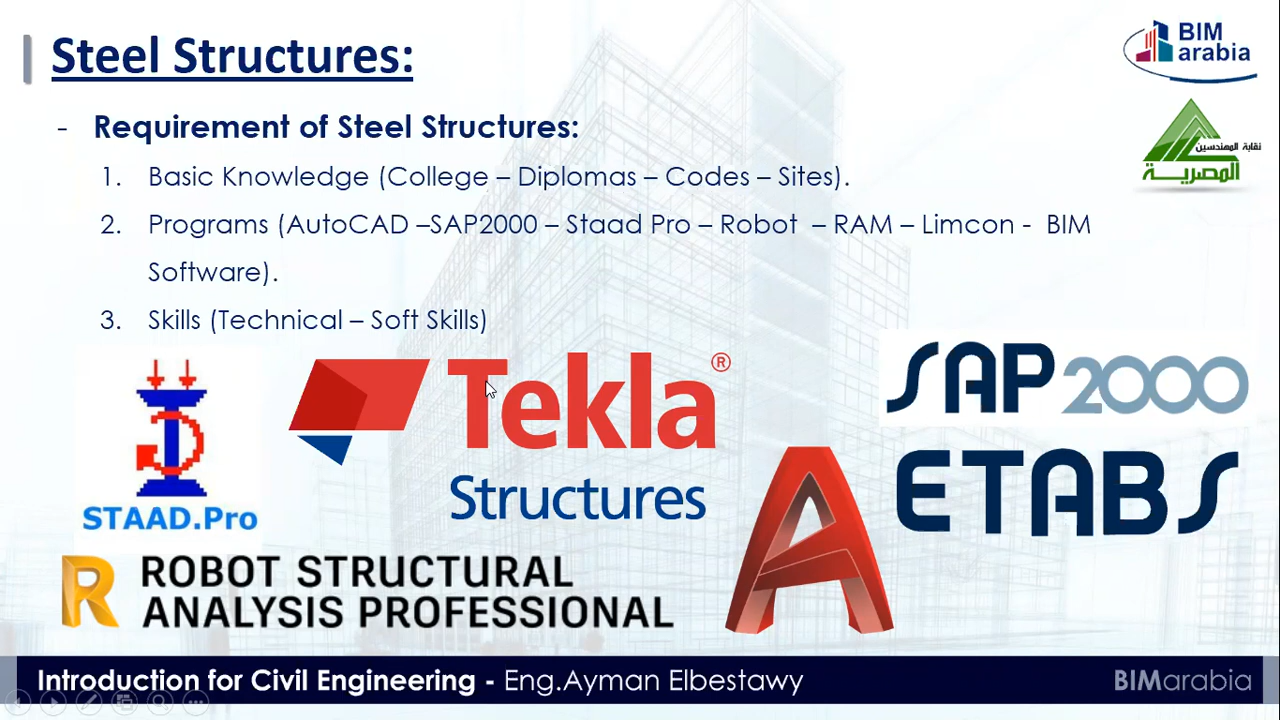 Steel Structures:
BIM
arabia
- Requirement of Steel Structures:
نقابة المهندسين
المصرية
1. Basic Knowledge (College – Diplomas – Codes – Sites).
2. Programs (AutoCAD –SAP2000 – Staad Pro – Robot – RAM – Limcon - BIM
Software).
3. Skills (Technical – Soft Skills)
STAAD.Pro
Tekla®
Structures
SAP2000
ETABS
ROBOT STRUCTURAL
ANALYSIS PROFESSIONAL
Introduction for Civil Engineering - Eng.Ayman Elbestawy
BIMarabia